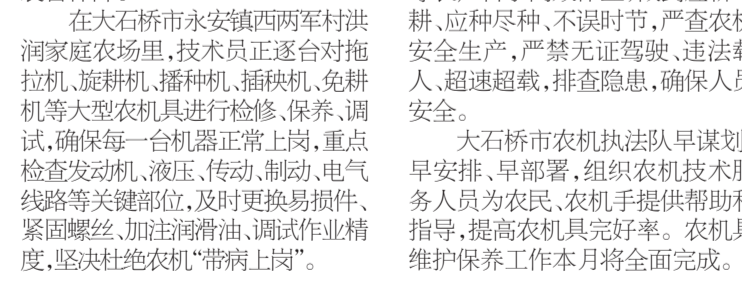 在大石桥市永安镇西两军村洪
润家庭农场里,技术员正逐台对拖
拉机、旋耕机、播种机、插秧机、免耕
机等大型农机具进行检修、保养、调
试,确保每一台机器正常上岗,重点
检查发动机、液压、传动、制动、电气
线路等关键部位,及时更换易损件、
紧固螺丝、加注润滑油、调试作业精
度,坚决杜绝农机“带病上岗”。
耕、应种尽种、不误时节,严查农机
安全生产,严禁无证驾驶、违法载
人、超速超载,排查隐患,确保人员
安全。
大石桥市农机执法队早谋划
早安排、早部署,组织农机技术服
务人员为农民、农机手提供帮助和
指导,提高农机具完好率。农机具
维护保养工作本月将全面完成。